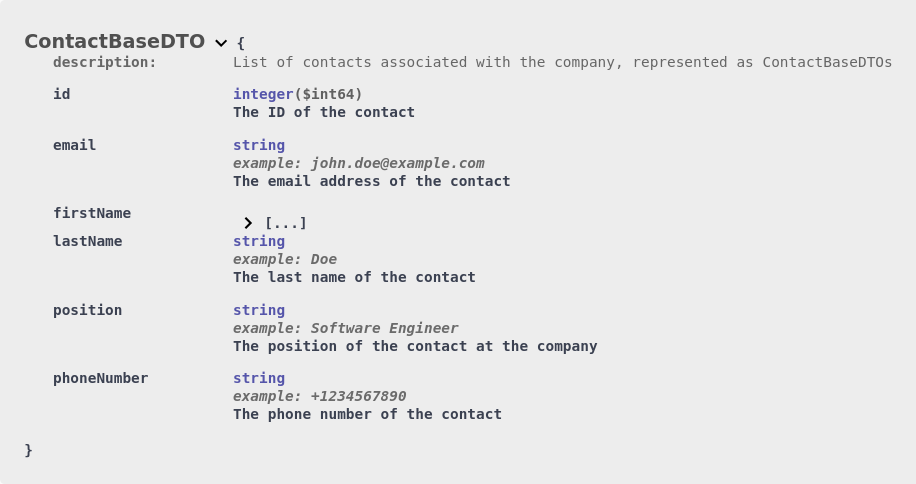 ContactBaseDTO {
description: List of contacts associated with the company, represented as ContactBaseDTOs
id integer($int64)
The ID of the contact
email string
example: john.doe@example.com
The email address of the contact
firstName [...]
lastName string
example: Doe
The last name of the contact
position string
example: Software Engineer
The position of the contact at the company
phoneNumber string
example: +1234567890
The phone number of the contact
}